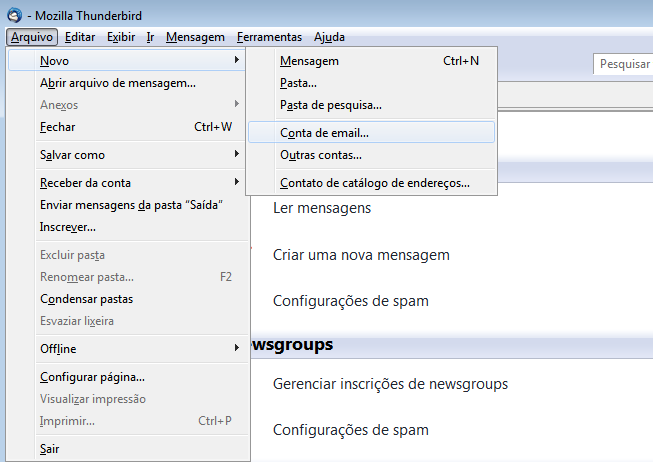 - Mozilla Thunderbird
Arquivo Editar Exibir Ir Mensagem Ferramentas Ajuda
Novo
Abrir arquivo de mensagem...
Anexos
Fechar Ctrl+W
Salvar como
Receber da conta
Enviar mensagens da pasta “Saída”
Inscrever...
Excluir pasta
Renomear pasta... F2
Condensar pastas
Esvaziar lixeira
Offline
Configurar página...
Visualizar impressão
Imprimir... Ctrl+P
Sair
Mensagem Ctrl+N
Pasta...
Pasta de pesquisa...
Conta de email...
Outras contas...
Contato de catálogo de endereços...
Pesquisar
Ler mensagens
Criar uma nova mensagem
Configurações de spam
ewsgroups
Gerenciar inscrições de newsgroups
Configurações de spam